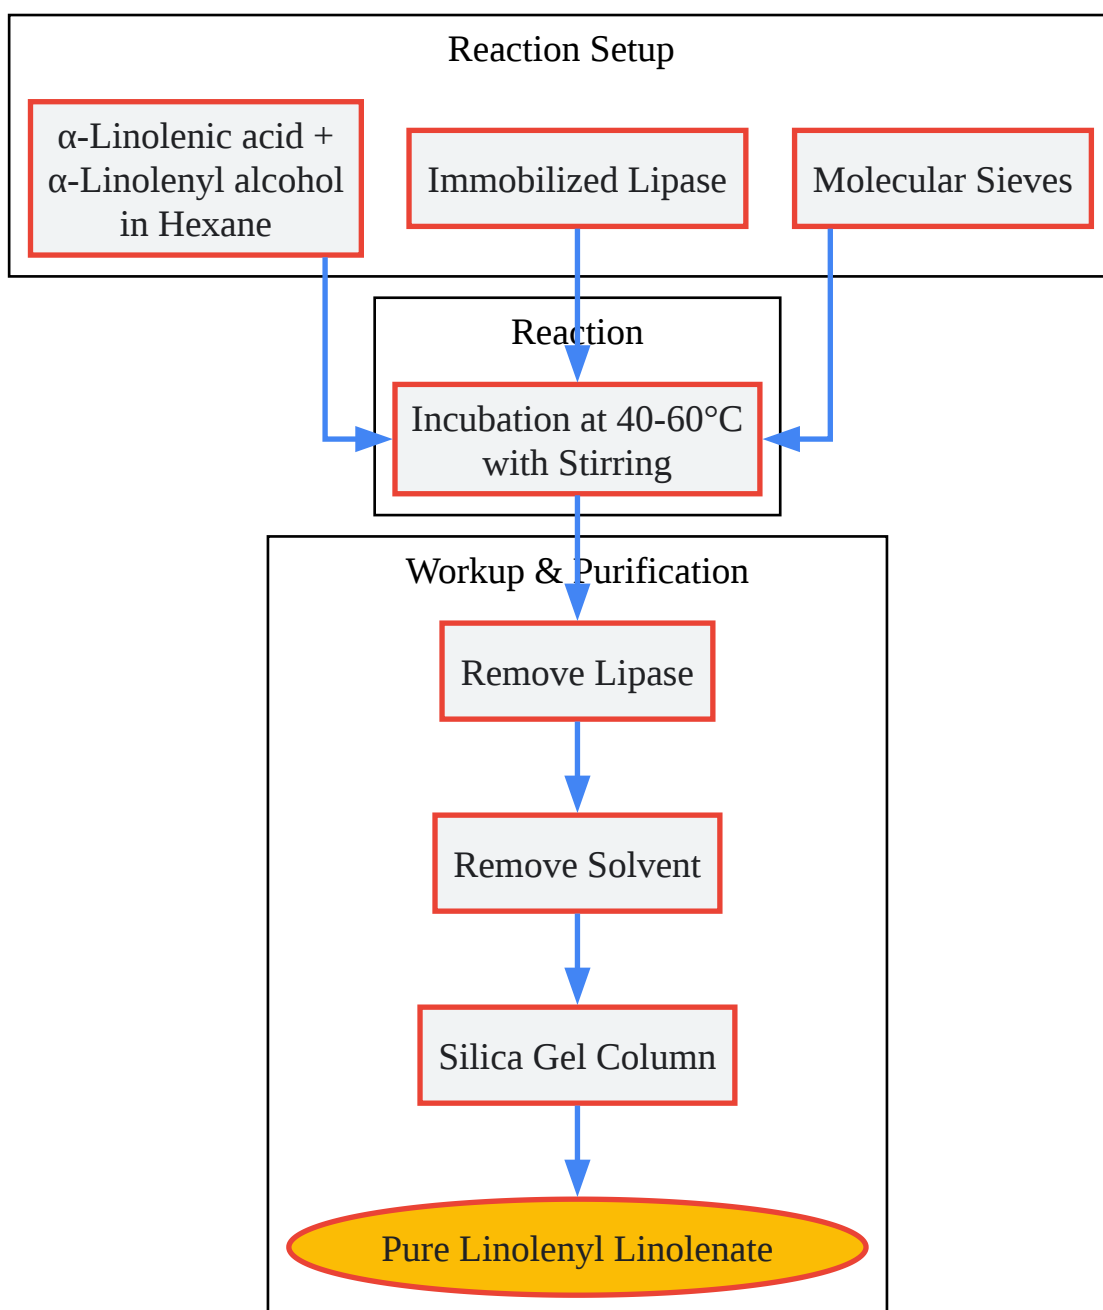 Reaction Setup
α-Linolenic acid +
α-Linolenyl alcohol
in Hexane
Immobilized Lipase
Molecular Sieves
Reaction
Incubation at 40-60°C
with Stirring
Workup & Purification
Remove Lipase
Remove Solvent
Silica Gel Column
Pure Linolenyl Linolenate